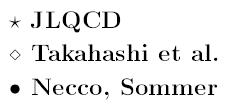 ⋆ JLQCD
⋄ Takahashi et al.
• Necco, Sommer